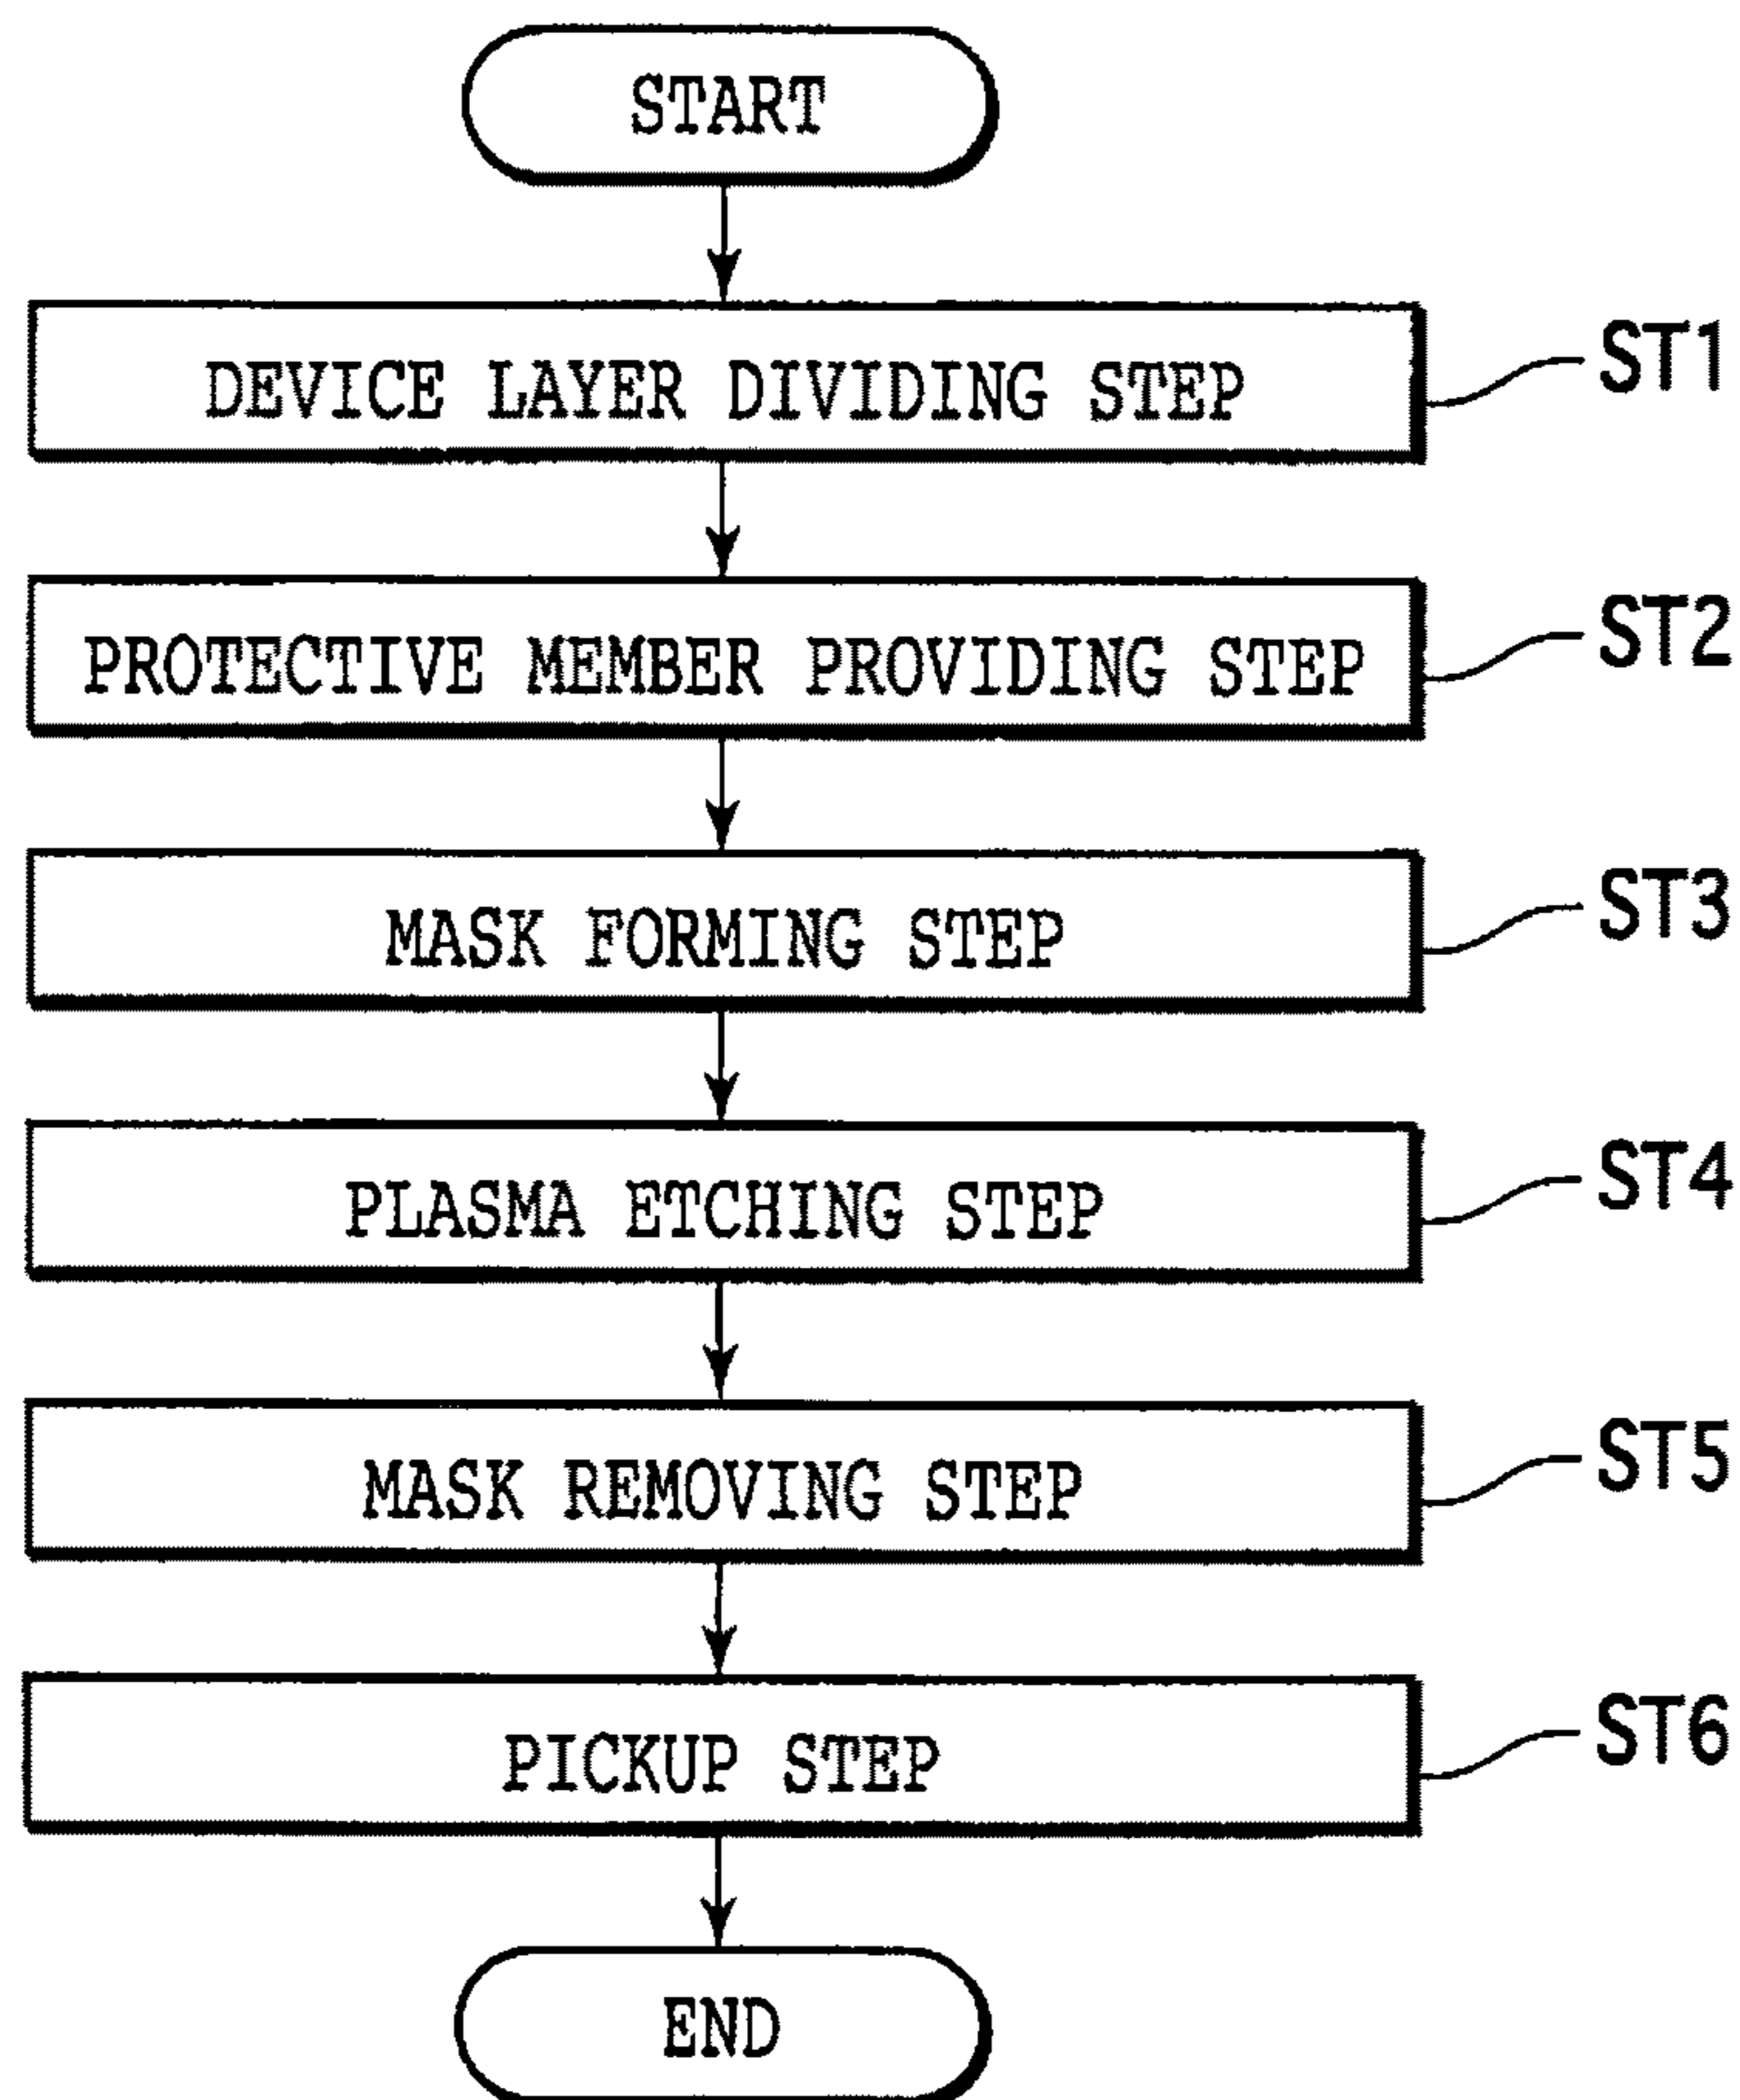 START
DEVICE LAYER DIVIDING STEP
ST1
PROTECTIVE MEMBER PROVIDING STEP
ST2
MASK FORMING STEP
ST3
PLASMA ETCHING STEP
ST4
MASK REMOVING STEP
ST5
PICKUP STEP
ST6
END